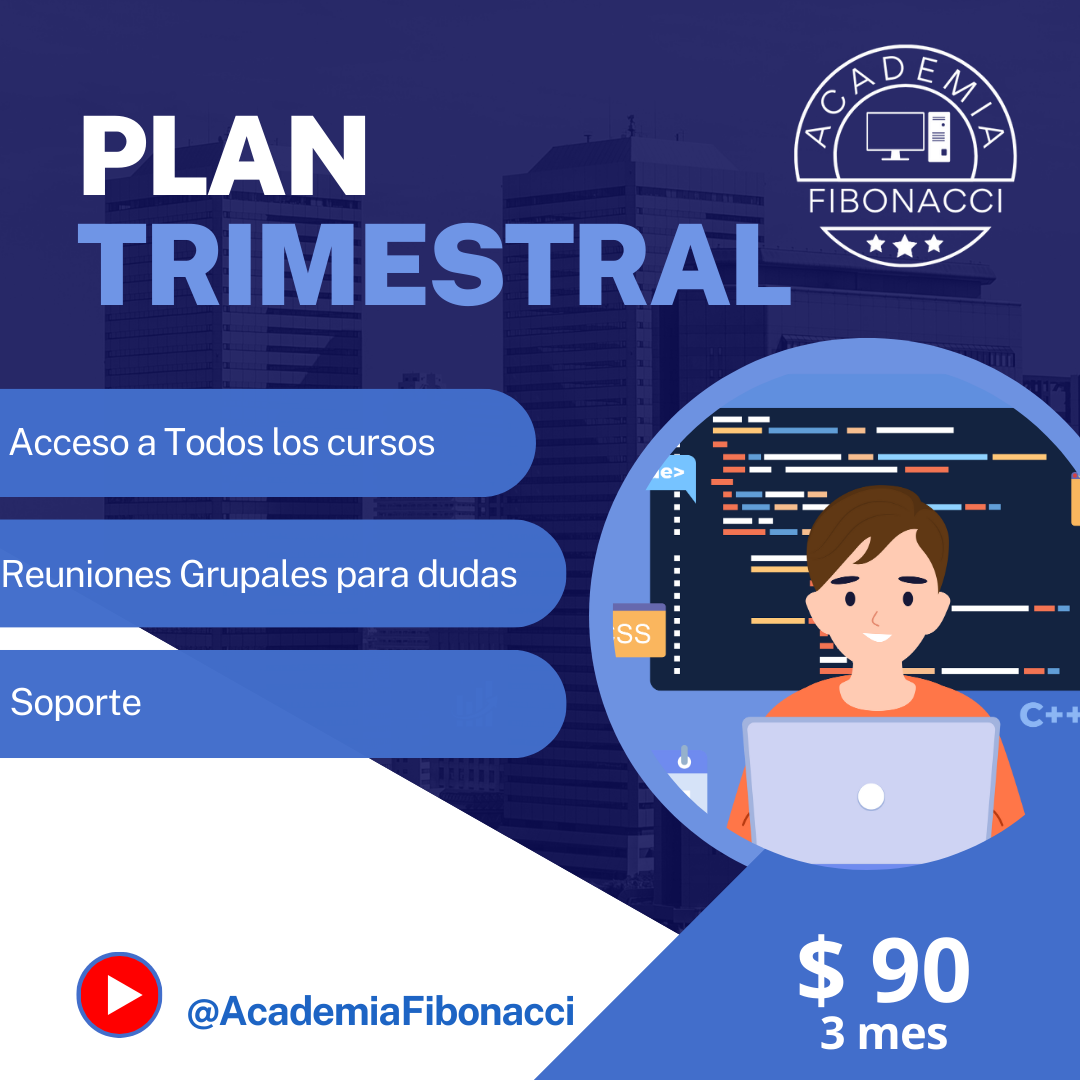 ACADEMIA
FIBONACCI
PLAN
TRIMESTRAL
Acceso a Todos los cursos
Reuniones Grupales para dudas
Soporte
e>
SS
C++
@AcademiaFibonacci
$ 90
3 mes